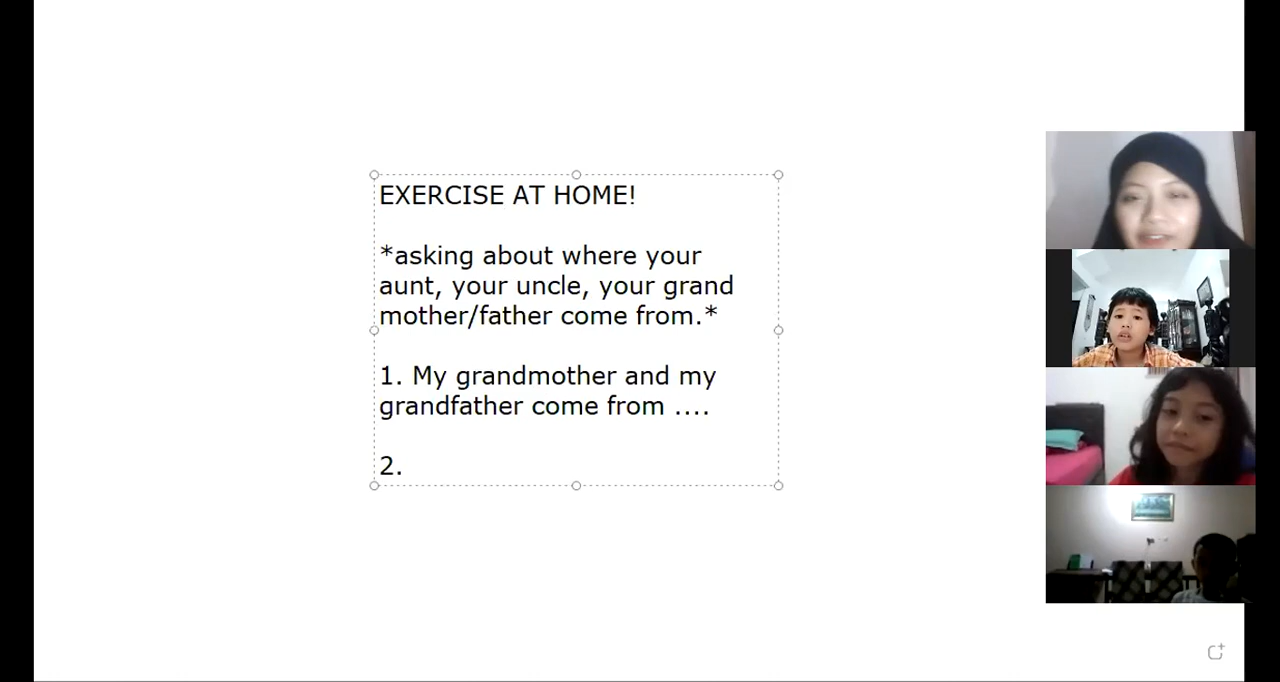 EXERCISE AT HOME!
*asking about where your
aunt, your uncle, your grand
mother/father come from.*
1. My grandmother and my
grandfather come from ....
2.